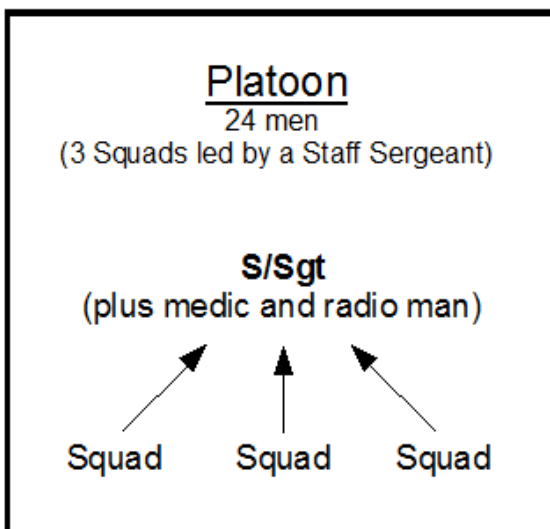 Platoon
24 men
(3 Squads led by a Staff Sergeant)
S/Sgt
(plus medic and radio man)
Squad Squad Squad